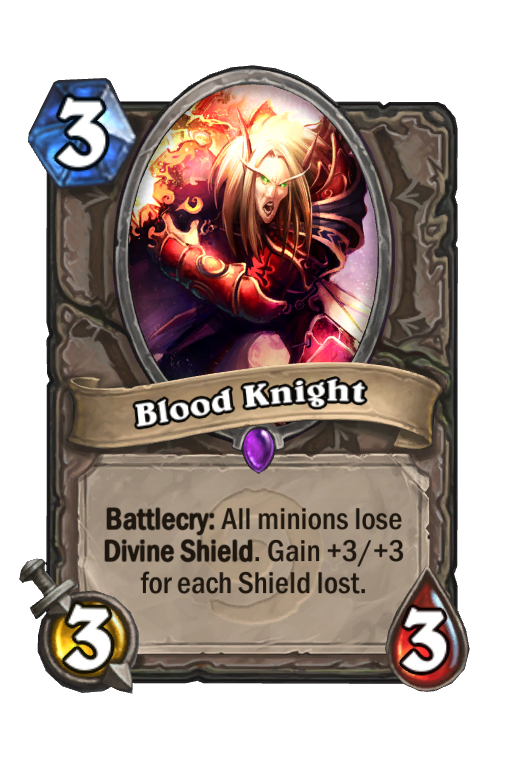 3
Blood Knight
Battlecry: All minions lose
Divine Shield. Gain +3/+3
for each Shield lost.
3
3